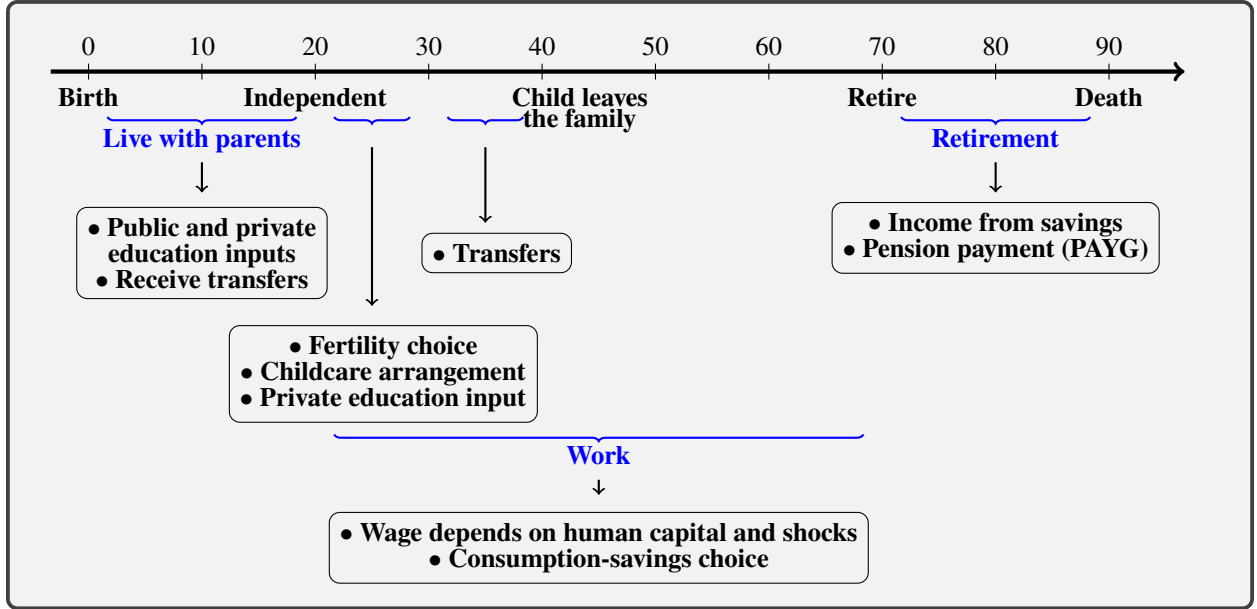 0 10 20 30 40 50 60 70 80 90
Birth Independent Child leaves Retire Death
the family
Live with parents Retirement
• Public and private
education inputs
• Receive transfers
• Transfers
• Income from savings
• Pension payment (PAYG)
• Fertility choice
• Childcare arrangement
• Private education input
Work
• Wage depends on human capital and shocks
• Consumption-savings choice